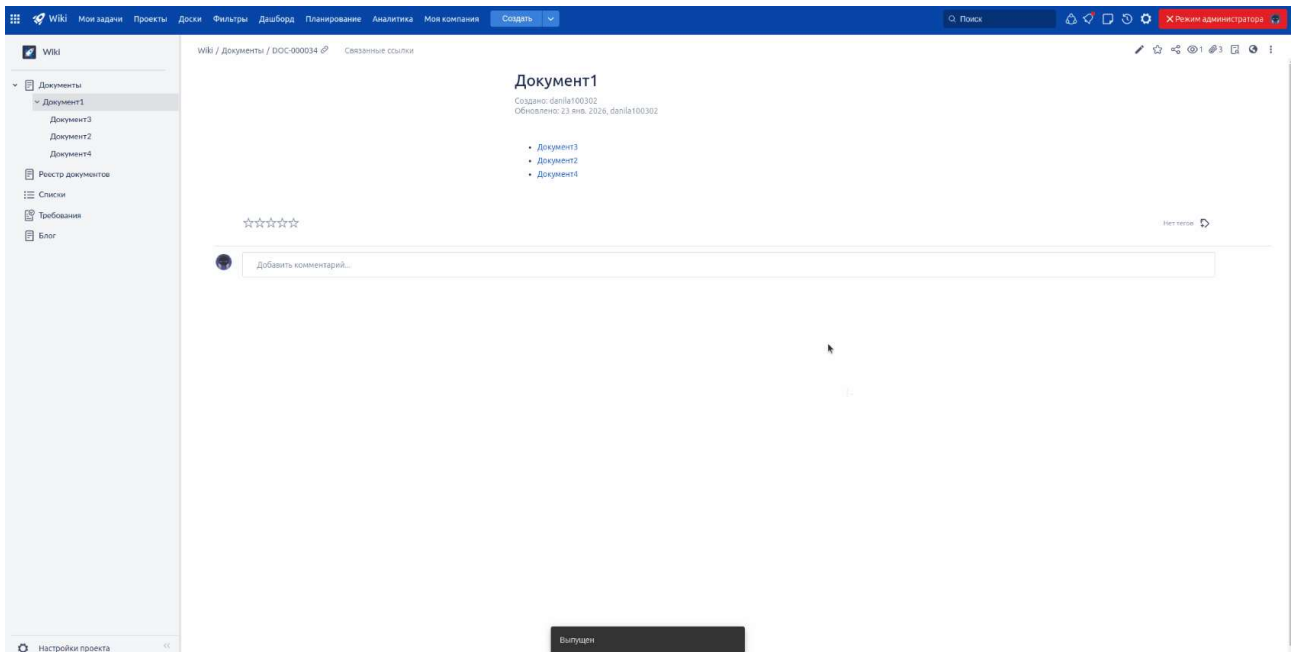 Wiki Мои задачи Проекты Доски Фильтры Дашборд Планирование Аналитика Моя компания Создать Поиск Режим администратора
Wiki
Wiki / Документы / DOC-000034 Связанные ссылки 1 3
Документы
Документ1
Документ3
Документ2
Документ4
Реестр документов
Списки
Требования
Блог
Документ1
Создано: danila100302
Обновлено: 23 янв. 2026, danila100302
• Документ3
• Документ2
• Документ4
Нет тегов
Добавить комментарий...
Выпущен
Настройки проекта